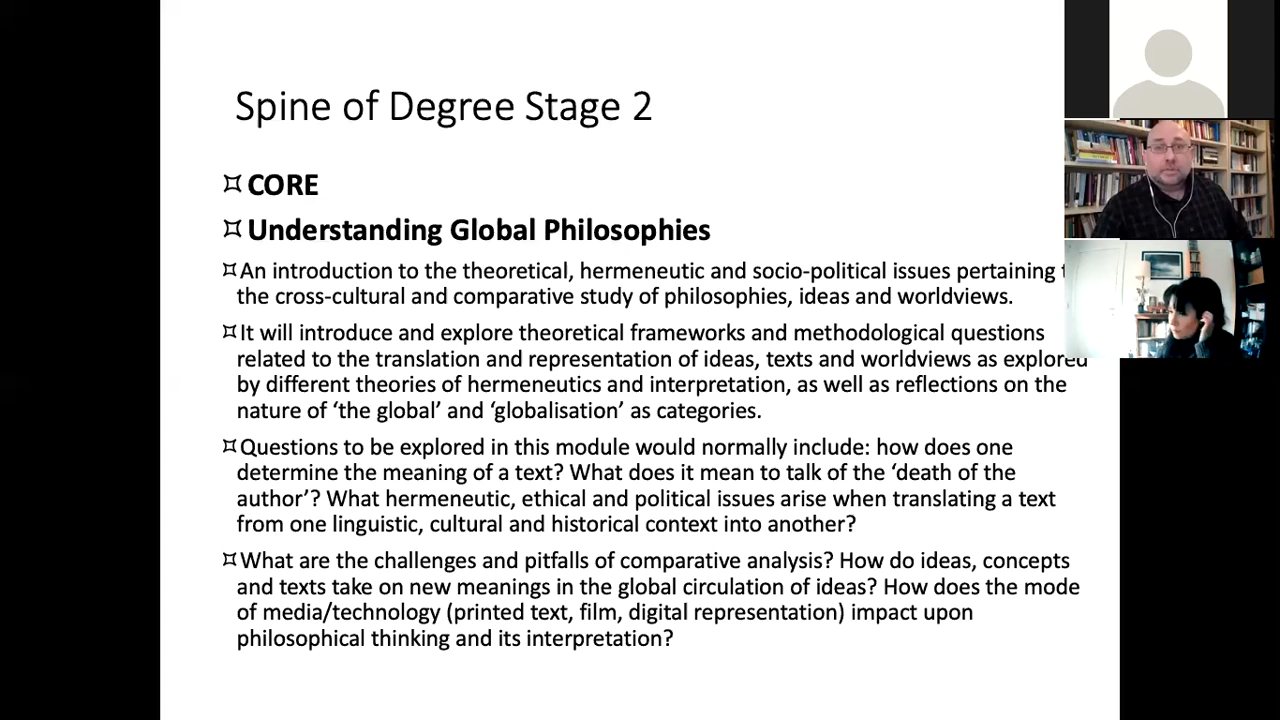 Spine of Degree Stage 2
¤ CORE
¤ Understanding Global Philosophies
¤ An introduction to the theoretical, hermeneutic and socio-political issues pertaining
the cross-cultural and comparative study of philosophies, ideas and worldviews.
¤ It will introduce and explore theoretical frameworks and methodological questions
related to the translation and representation of ideas, texts and worldviews as explored
by different theories of hermeneutics and interpretation, as well as reflections on the
nature of ‘the global’ and ‘globalisation’ as categories.
¤ Questions to be explored in this module would normally include: how does one
determine the meaning of a text? What does it mean to talk of the ‘death of the
author’? What hermeneutic, ethical and political issues arise when translating a text
from one linguistic, cultural and historical context into another?
¤ What are the challenges and pitfalls of comparative analysis? How do ideas, concepts
and texts take on new meanings in the global circulation of ideas? How does the mode
of media/technology (printed text, film, digital representation) impact upon
philosophical thinking and its interpretation?